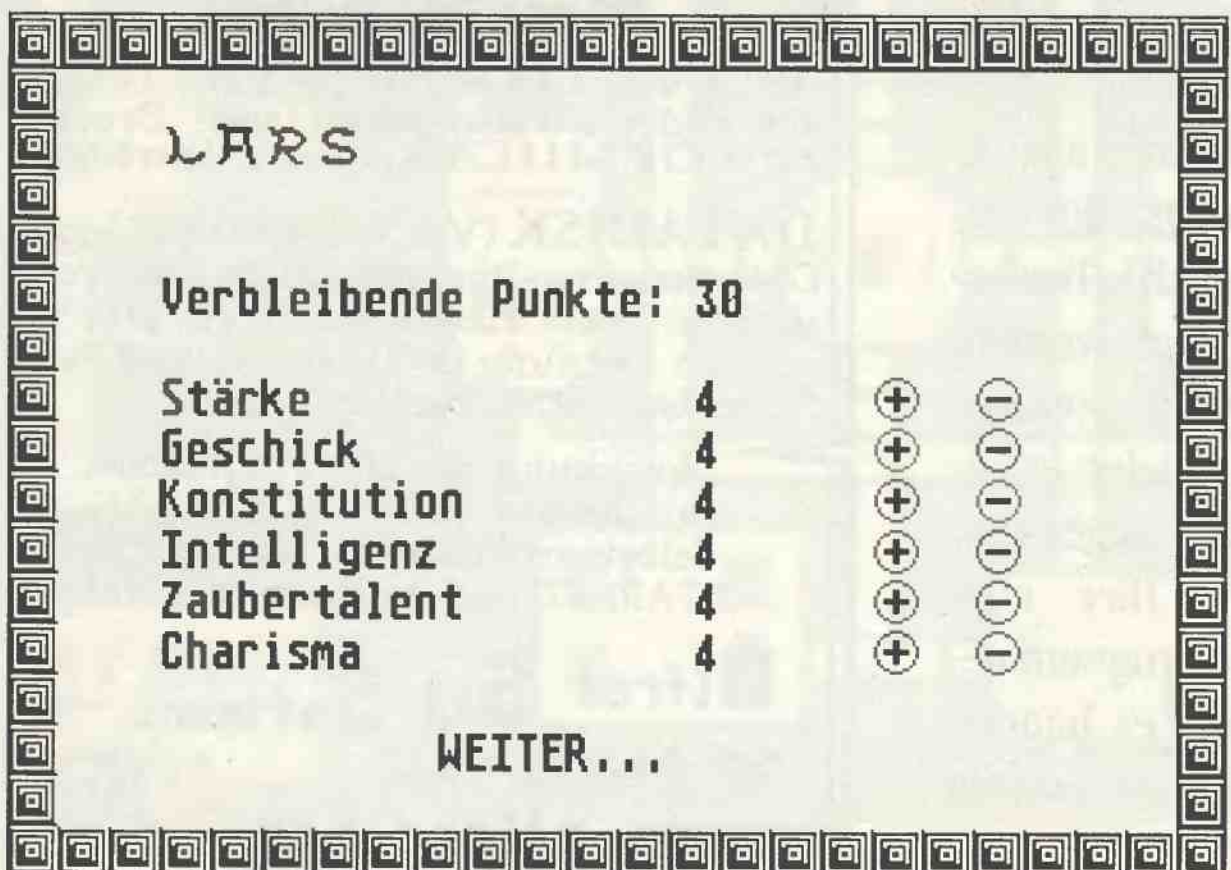 LARS
Verbleibende Punkte: 30
Stärke 4 + -
Geschick 4 + -
Konstitution 4 + -
Intelligenz 4 + -
Zaubertalent 4 + -
Charisma 4 + -
WEITER...